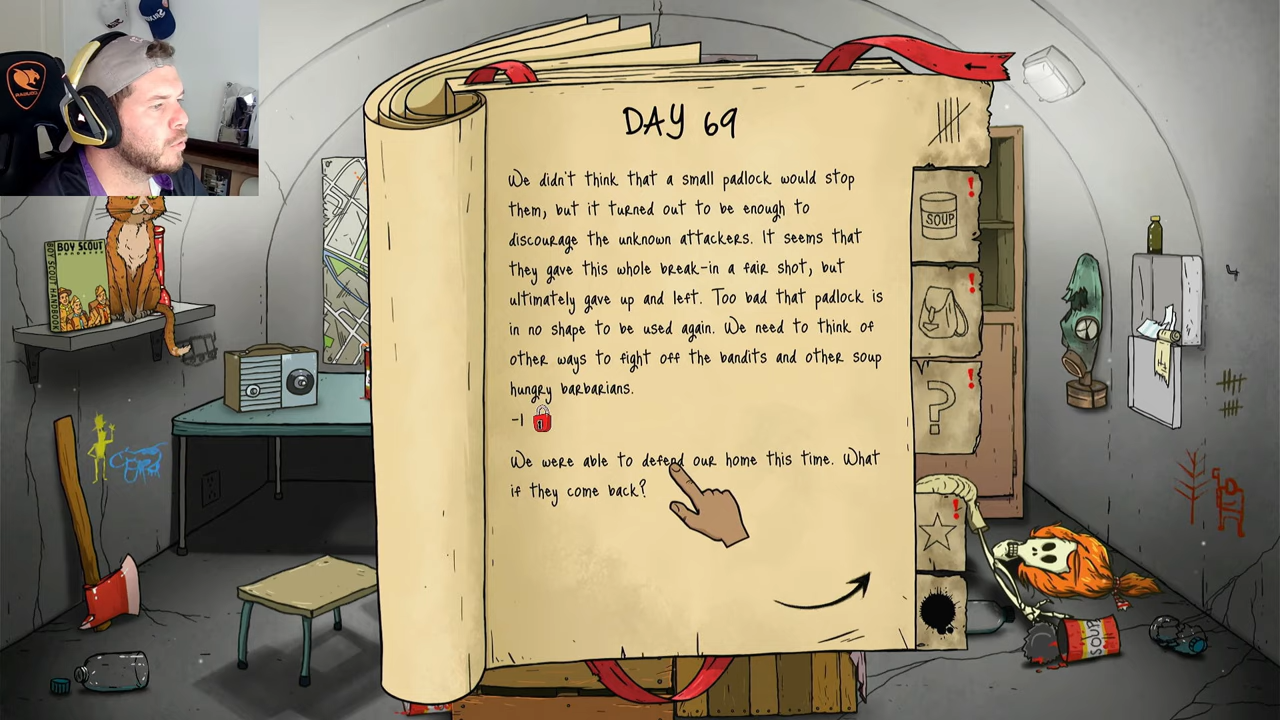 DAY 69
We didn't think that a small padlock would stop
them, but it turned out to be enough to
discourage the unknown attackers. It seems that
they gave this whole break-in a fair shot, but
ultimately gave up and left. Too bad that padlock is
in no shape to be used again. We need to think of
other ways to fight off the bandits and other soup
hungry barbarians.
-1
We were able to defend our home this time. What
if they come back?
SOUP
?
BOY SCOUT
BOY SCOUT HANDBOOK
SOUP